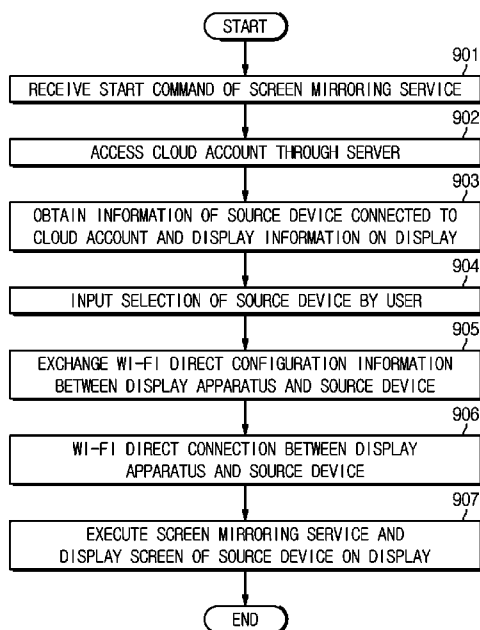 START
901
RECEIVE START COMMAND OF SCREEN MIRRORING SERVICE
902
ACCESS CLOUD ACCOUNT THROUGH SERVER
903
OBTAIN INFORMATION OF SOURCE DEVICE CONNECTED TO
CLOUD ACCOUNT AND DISPLAY INFORMATION ON DISPLAY
904
INPUT SELECTION OF SOURCE DEVICE BY USER
905
EXCHANGE WI-FI DIRECT CONFIGURATION INFORMATION
BETWEEN DISPLAY APPARATUS AND SOURCE DEVICE
906
WI-FI DIRECT CONNECTION BETWEEN DISPLAY
APPARATUS AND SOURCE DEVICE
907
EXECUTE SCREEN MIRRORING SERVICE AND
DISPLAY SCREEN OF SOURCE DEVICE ON DISPLAY
END